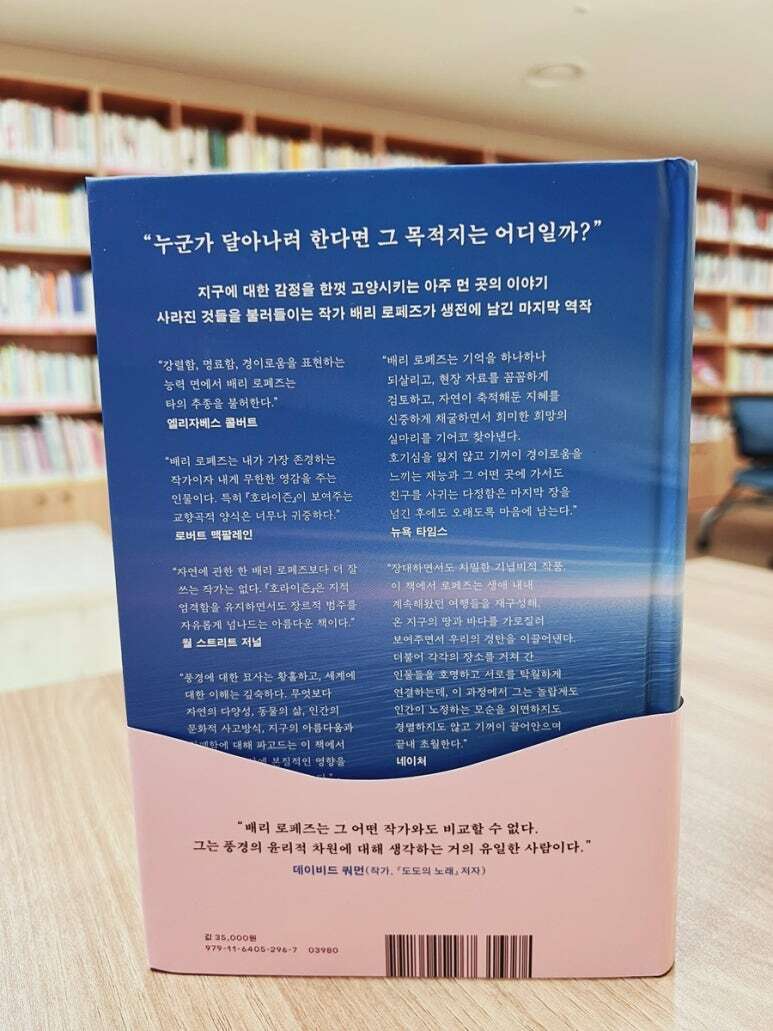 “누군가 달아나려 한다면 그 목적지는 어디일까?”
지구에 대한 감정을 한껏 고양시키는 아주 먼 곳의 이야기
사라진 것들을 불러들이는 작가 배리 로페즈가 생전에 남긴 마지막 역작
“강렬함, 명료함, 경이로움을 표현하는
능력 면에서 배리 로페즈는
타의 추종을 불허한다.”
엘리자베스 콜버트
“배리 로페즈는 내가 가장 존경하는
작가이자 내게 무한한 영감을 주는
인물이다. 특히 『호라이즌』이 보여주는
교향곡적 양식은 너무나 귀중하다.”
로버트 맥팔레인
“자연에 관한 한 배리 로페즈보다 더 잘
쓰는 작가는 없다. 『호라이즌』은 지적
엄격함을 유지하면서도 장르적 범주를
자유롭게 넘나드는 아름다운 책이다.”
월 스트리트 저널
“풍경에 대한 묘사는 황홀하고, 세계에
대한 이해는 깊숙하다. 무엇보다
자연의 다양성, 동물의 삶, 인간의
문화적 사고방식, 지구의 아름다움과
대해 파고드는 이 책에서
본질적인 영향을
“배리 로페즈는 기억을 하나하나
되살리고, 현장 자료를 꼼꼼하게
검토하고, 자연이 축적해둔 지혜를
신중하게 채굴하면서 희미한 희망의
실마리를 기어코 찾아낸다.
호기심을 잃지 않고 기꺼이 경이로움을
느끼는 재능과 그 어떤 곳에 가서도
친구를 사귀는 다정함은 마지막 장을
넘긴 후에도 오래도록 마음에 남는다.”
뉴욕 타임스
“장대하면서도 치밀한 기념비적 작품.
이 책에서 로페즈는 생애 내내
계속해왔던 여행들을 재구성해,
온 지구의 땅과 바다를 가로질러
보여주면서 우리의 경탄을 이끌어낸다.
더불어 각각의 장소를 거쳐 간
인물들을 호명하고 서로를 탁월하게
연결하는데, 이 과정에서 그는 놀랍게도
인간이 노정하는 모순을 외면하지도
경멸하지도 않고 기꺼이 끌어안으며
끝내 초월한다.”
네이처
“배리 로페즈는 그 어떤 작가와도 비교할 수 없다.
그는 풍경의 윤리적 차원에 대해 생각하는 거의 유일한 사람이다.”
데이비드 쿼먼(작가, 『도도의 노래』 저자)
값 35,000원
979-11-6405-296-7 03980